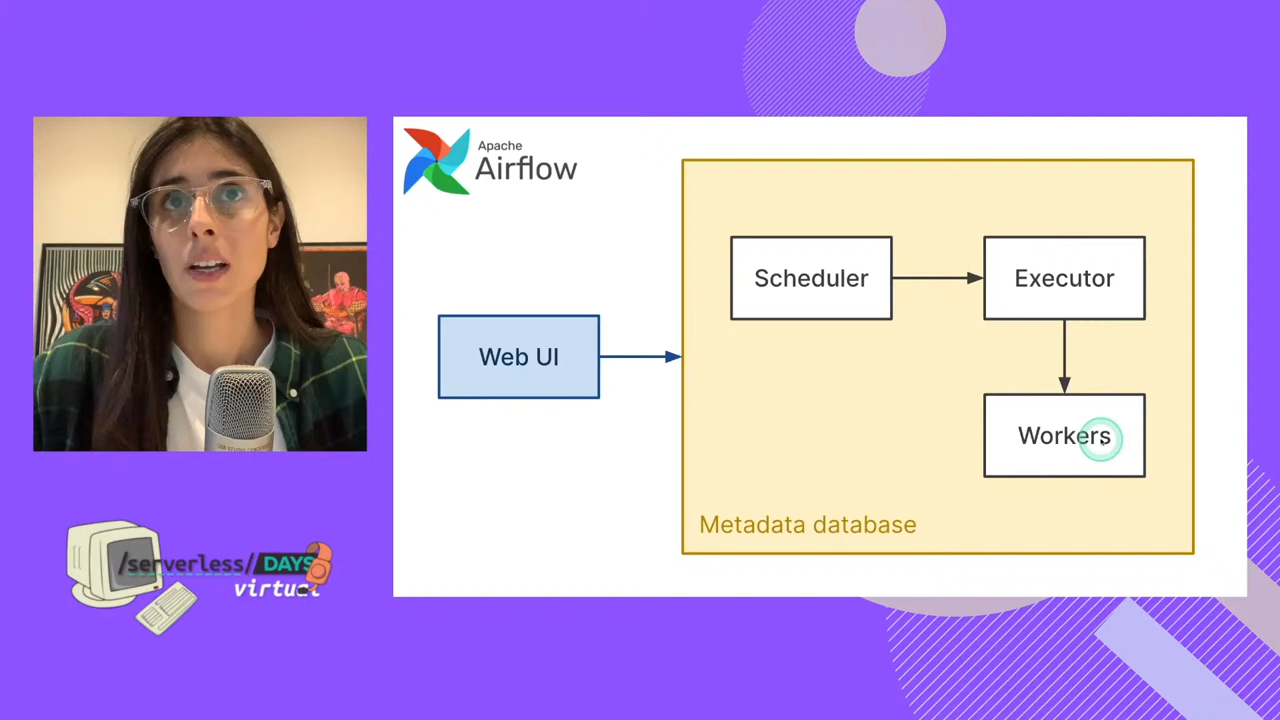 Apache
Airflow
Scheduler
Executor
Web UI
Workers
Metadata database
/serverless/DAYS
virtual